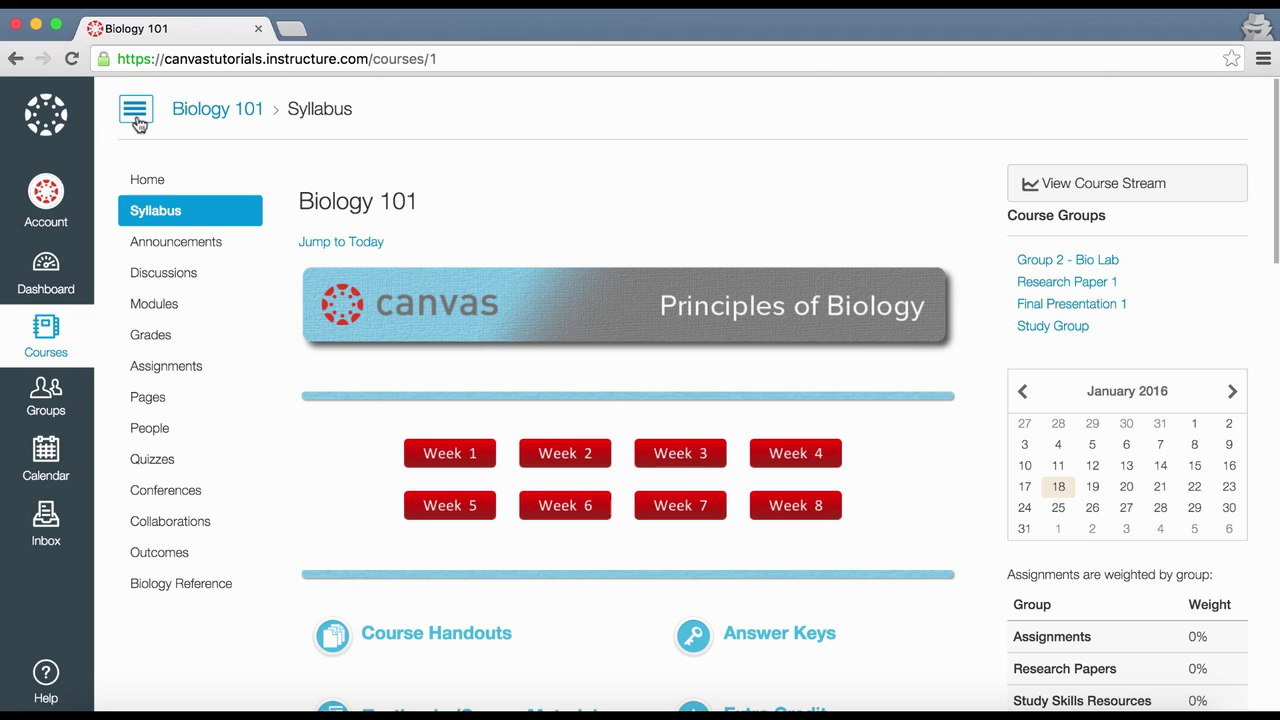 Biology 101
https://canvastutorials.instructure.com/courses/1
Account
Dashboard
Courses
Groups
Calendar
Inbox
Help
Biology 101 › Syllabus
Home
Syllabus
Announcements
Discussions
Modules
Grades
Assignments
Pages
People
Quizzes
Conferences
Collaborations
Outcomes
Biology Reference
Biology 101
Jump to Today
canvas Principles of Biology
Week 1 Week 2 Week 3 Week 4
Week 5 Week 6 Week 7 Week 8
Course Handouts Answer Keys
Extra Credit
View Course Stream
Course Groups
Group 2 - Bio Lab
Research Paper 1
Final Presentation 1
Study Group
January 2016
27 28 29 30 31 1 2
3 4 5 6 7 8 9
10 11 12 13 14 15 16
17 18 19 20 21 22 23
24 25 26 27 28 29 30
31 1 2 3 4 5 6
Assignments are weighted by group:
Group Weight
Assignments 0%
Research Papers 0%
Study Skills Resources 0%